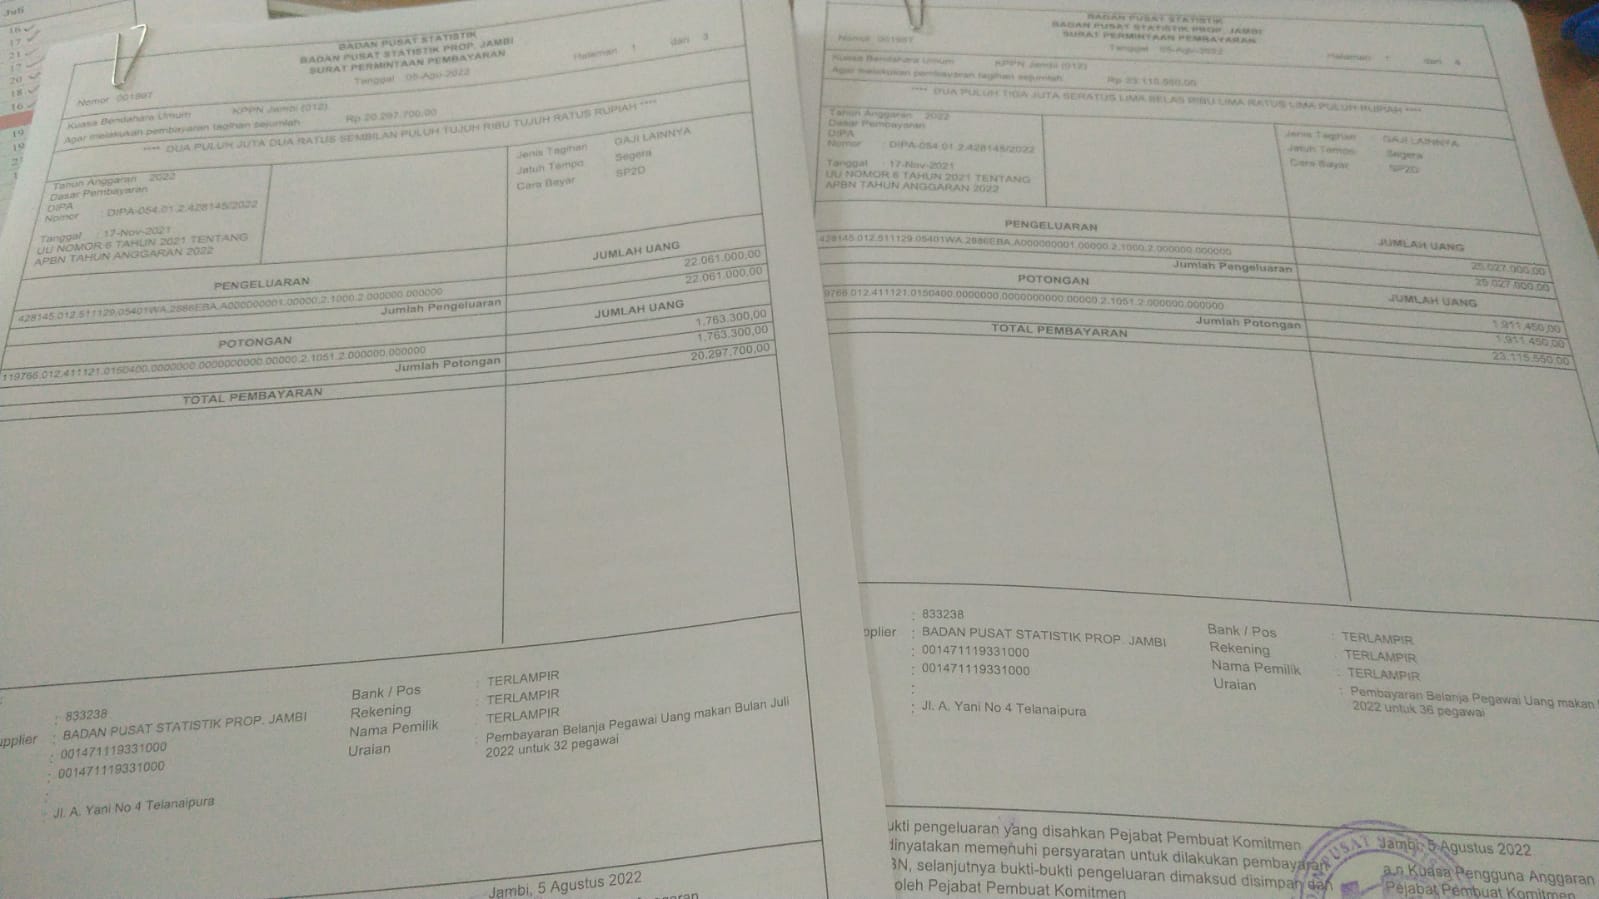 Juli
16
17
21
17
20
18
16
19
19
BADAN PUSAT STATISTIK
BADAN PUSAT STATISTIK PROP. JAMBI
SURAT PERMINTAAN PEMBAYARAN
Tanggal 05-Agu-2022
Halaman 1 dari 3
Nomor 001897
Kuasa Bendahara Umum KPPN Jambi (012)
Agar melakukan pembayaran tagihan sejumlah Rp 20.297.700,00
**** DUA PULUH JUTA DUA RATUS SEMBILAN PULUH TUJUH RIBU TUJUH RATUS RUPIAH ****
Tahun Anggaran 2022
Dasar Pembayaran
DIPA
Nomor : DIPA-054.01.2.428145/2022
Tanggal : 17-Nov-2021
UU NOMOR 6 TAHUN 2021 TENTANG
APBN TAHUN ANGGARAN 2022
Jenis Tagihan GAJI LAINNYA
Jatuh Tempo Segera
Cara Bayar SP2D
PENGELUARAN JUMLAH UANG
428145.012.511129.05401WA.2886EBA.A000000001.00000.2.1000.2.000000.000000 22.061.000,00
Jumlah Pengeluaran 22.061.000,00
POTONGAN JUMLAH UANG
119766.012.411121.0150400.0000000.0000000000.00000.2.1051.2.000000.000000 1.763.300,00
Jumlah Potongan 1.763.300,00
TOTAL PEMBAYARAN 20.297.700,00
: 833238
upplier : BADAN PUSAT STATISTIK PROP. JAMBI
: 001471119331000
: 001471119331000
:
: Jl. A. Yani No 4 Telanaipura
Bank / Pos : TERLAMPIR
Rekening : TERLAMPIR
Nama Pemilik : TERLAMPIR
Uraian : Pembayaran Belanja Pegawai Uang makan Bulan Juli
2022 untuk 32 pegawai
Jambi, 5 Agustus 2022
BADAN PUSAT STATISTIK
BADAN PUSAT STATISTIK PROP. JAMBI
SURAT PERMINTAAN PEMBAYARAN
Tanggal 05-Agu-2022
Halaman 1 dari 4
Nomor
Kuasa Bendahara Umum KPPN Jambi (012)
Agar melakukan pembayaran tagihan sejumlah Rp 23.115.550,00
**** DUA PULUH TIGA JUTA SERATUS LIMA BELAS RIBU LIMA RATUS LIMA PULUH RUPIAH ****
Tahun Anggaran 2022
Dasar Pembayaran
DIPA
Nomor : DIPA-054.01.2.428145/2022
Tanggal : 17-Nov-2021
UU NOMOR 6 TAHUN 2021 TENTANG
APBN TAHUN ANGGARAN 2022
Jenis Tagihan : GAJI LAINNYA
Jatuh Tempo : Segera
Cara Bayar SP2D
PENGELUARAN JUMLAH UANG
428145.012.511129.05401WA.2886EBA.A000000001.00000.2.1000.2.000000.000000 25.027.000,00
Jumlah Pengeluaran 25.027.000,00
POTONGAN JUMLAH UANG
9766.012.411121.0150400.0000000.0000000000.00000.2.1051.2.000000.000000 1.911.450,00
Jumlah Potongan 1.911.450,00
TOTAL PEMBAYARAN 23.115.550,00
: 833238
pplier : BADAN PUSAT STATISTIK PROP. JAMBI
: 001471119331000
: 001471119331000
:
: Jl. A. Yani No 4 Telanaipura
Bank / Pos : TERLAMPIR
Rekening : TERLAMPIR
Nama Pemilik : TERLAMPIR
Uraian : Pembayaran Belanja Pegawai Uang makan
2022 untuk 36 pegawai
ukti pengeluaran yang disahkan Pejabat Pembuat Komitmen
dinyatakan memenuhi persyaratan untuk dilakukan pembayaran
BN, selanjutnya bukti-bukti pengeluaran dimaksud disimpan dan
oleh Pejabat Pembuat Komitmen
Jambi, 5 Agustus 2022
a.n Kuasa Pengguna Anggaran
Pejabat Pembuat Komitmen
PUSAT STATIS